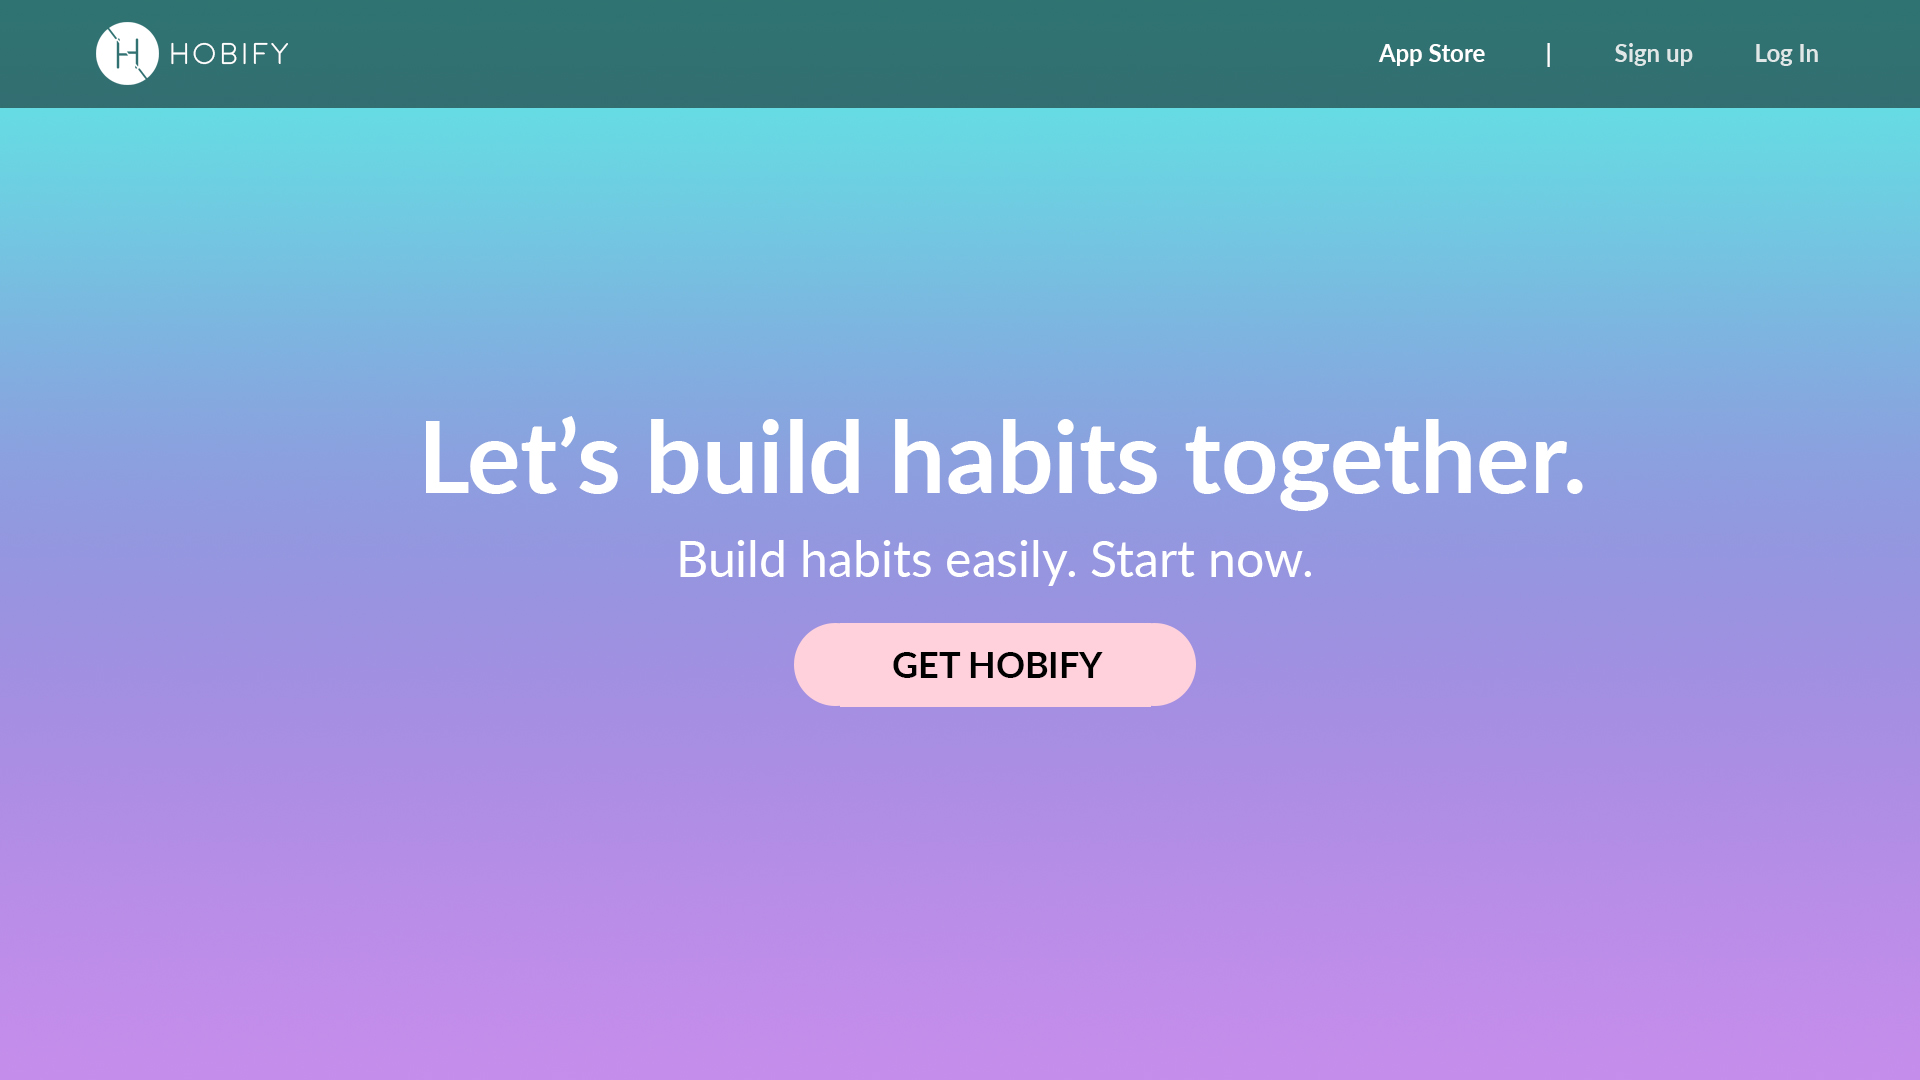 H HOBIFY
App Store | Sign up Log In
Let’s build habits together.
Build habits easily. Start now.
GET HOBIFY